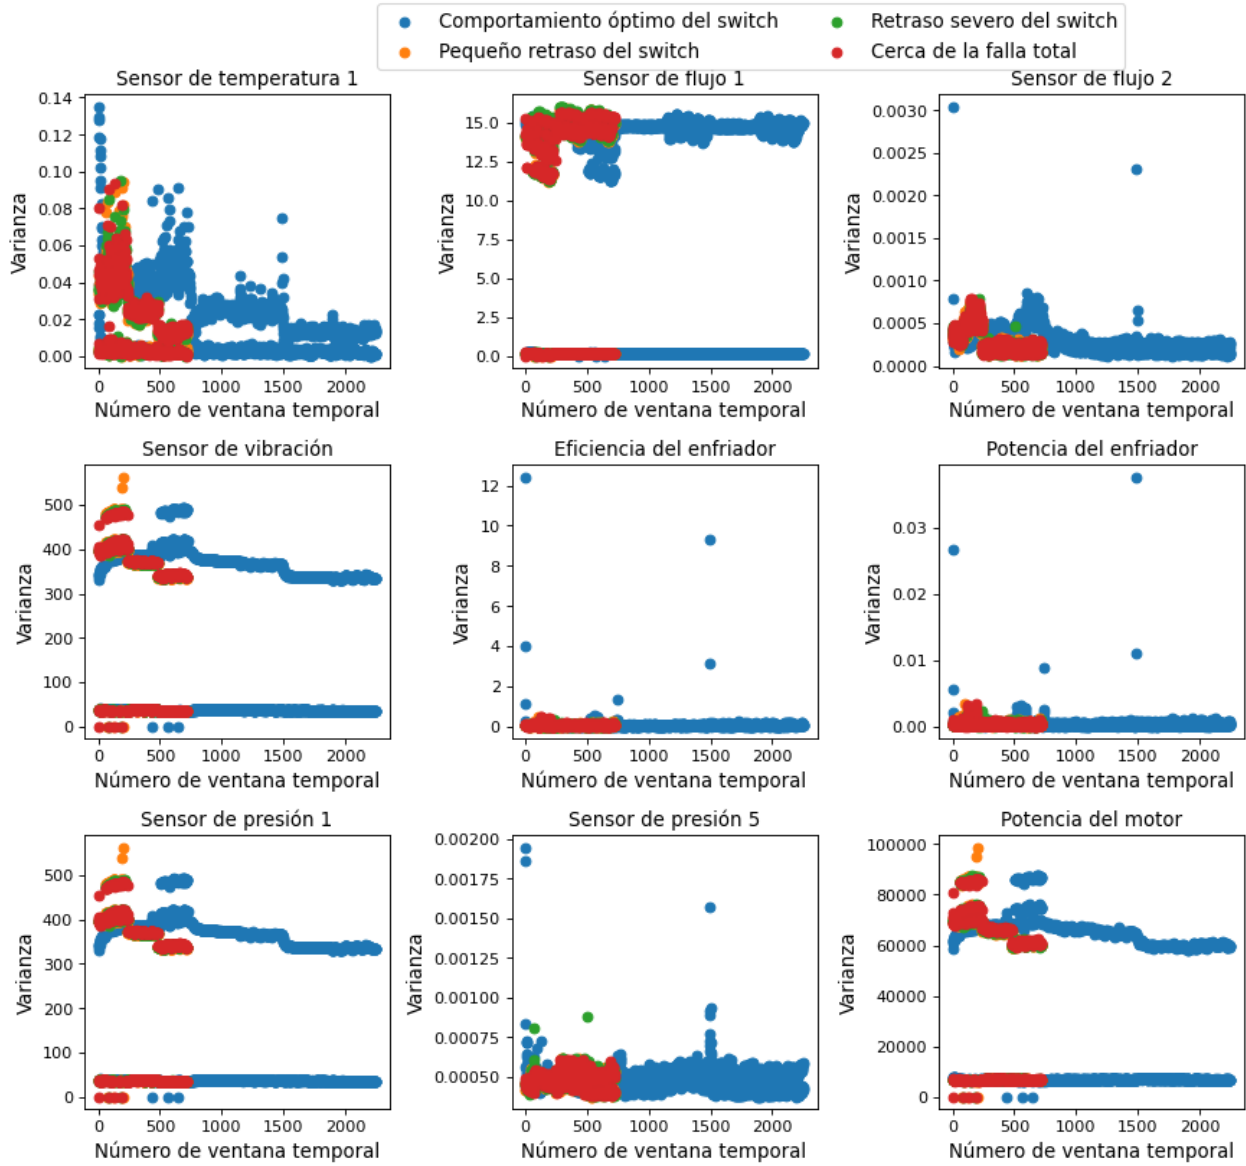 Comportamiento óptimo del switch
Pequeño retraso del switch
Retraso severo del switch
Cerca de la falla total
Sensor de temperatura 1
0.14
0.12
0.10
0.08
0.06
0.04
0.02
0.00
Varianza
0 500 1000 1500 2000
Número de ventana temporal
Sensor de flujo 1
15.0
12.5
10.0
7.5
5.0
2.5
0.0
Varianza
0 500 1000 1500 2000
Número de ventana temporal
Sensor de flujo 2
0.0030
0.0025
0.0020
0.0015
0.0010
0.0005
0.0000
Varianza
0 500 1000 1500 2000
Número de ventana temporal
Sensor de vibración
500
400
300
200
100
0
Varianza
0 500 1000 1500 2000
Número de ventana temporal
Eficiencia del enfriador
12
10
8
6
4
2
0
Varianza
0 500 1000 1500 2000
Número de ventana temporal
Potencia del enfriador
0.03
0.02
0.01
0.00
Varianza
0 500 1000 1500 2000
Número de ventana temporal
Sensor de presión 1
500
400
300
200
100
0
Varianza
0 500 1000 1500 2000
Número de ventana temporal
Sensor de presión 5
0.00200
0.00175
0.00150
0.00125
0.00100
0.00075
0.00050
Varianza
0 500 1000 1500 2000
Número de ventana temporal
Potencia del motor
100000
80000
60000
40000
20000
0
Varianza
0 500 1000 1500 2000
Número de ventana temporal